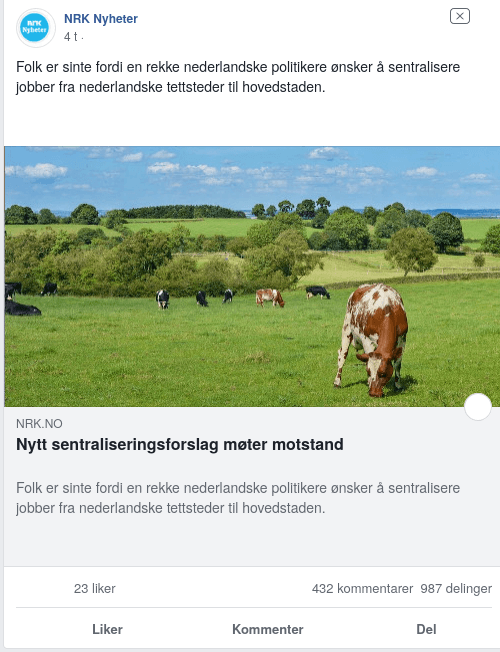 NRK
Nyheter
NRK Nyheter
4 t ·
Folk er sinte fordi en rekke nederlandske politikere ønsker å sentralisere
jobber fra nederlandske tettsteder til hovedstaden.
NRK.NO
Nytt sentraliseringsforslag møter motstand
Folk er sinte fordi en rekke nederlandske politikere ønsker å sentralisere
jobber fra nederlandske tettsteder til hovedstaden.
23 liker 432 kommentarer 987 delinger
Liker Kommenter Del